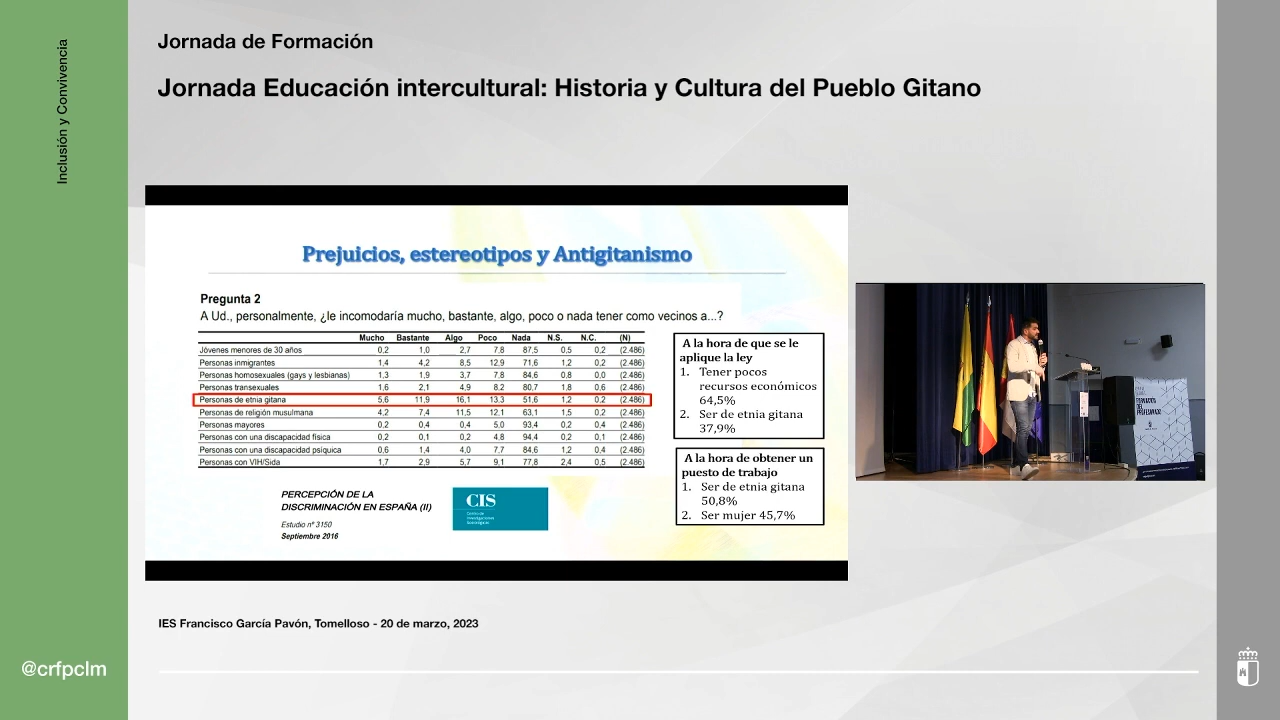 Inclusión y Convivencia
Jornada de Formación
Jornada Educación intercultural: Historia y Cultura del Pueblo Gitano
Prejuicios, estereotipos y Antigitanismo
Pregunta 2
A Ud., personalmente, ¿le incomodaría mucho, bastante, algo, poco o nada tener como vecinos a...?
Mucho Bastante Algo Poco Nada N.S. N.C. (N)
Jóvenes menores de 30 años 0,2 1,0 2,7 7,8 87,5 0,5 0,2 (2.486)
Personas inmigrantes 1,4 4,2 8,5 12,9 71,6 1,2 0,2 (2.486)
Personas homosexuales (gays y lesbianas) 1,3 1,9 3,7 7,8 84,6 0,8 0,0 (2.486)
Personas transexuales 1,6 2,1 4,9 8,2 80,7 1,8 0,6 (2.486)
Personas de etnia gitana 5,6 11,9 16,1 13,3 51,6 1,2 0,2 (2.486)
Personas de religión musulmana 4,2 7,4 11,5 12,1 63,1 1,5 0,2 (2.486)
Personas mayores 0,2 0,4 0,4 5,0 93,4 0,2 0,4 (2.486)
Personas con una discapacidad física 0,2 0,1 0,2 4,8 94,4 0,2 0,1 (2.486)
Personas con una discapacidad psíquica 0,6 1,4 4,0 7,7 84,6 1,2 0,4 (2.486)
Personas con VIH/Sida 1,7 2,9 5,7 9,1 77,8 2,4 0,5 (2.486)
A la hora de que se le
aplique la ley
1. Tener pocos
recursos económicos
64,5%
2. Ser de etnia gitana
37,9%
A la hora de obtener un
puesto de trabajo
1. Ser de etnia gitana
50,8%
2. Ser mujer 45,7%
PERCEPCIÓN DE LA
DISCRIMINACIÓN EN ESPAÑA (II)
Estudio nº 3150
Septiembre 2016
CIS
Centro de
Investigaciones
Sociológicas
IES Francisco García Pavón, Tomelloso - 20 de marzo, 2023
@crfpclm